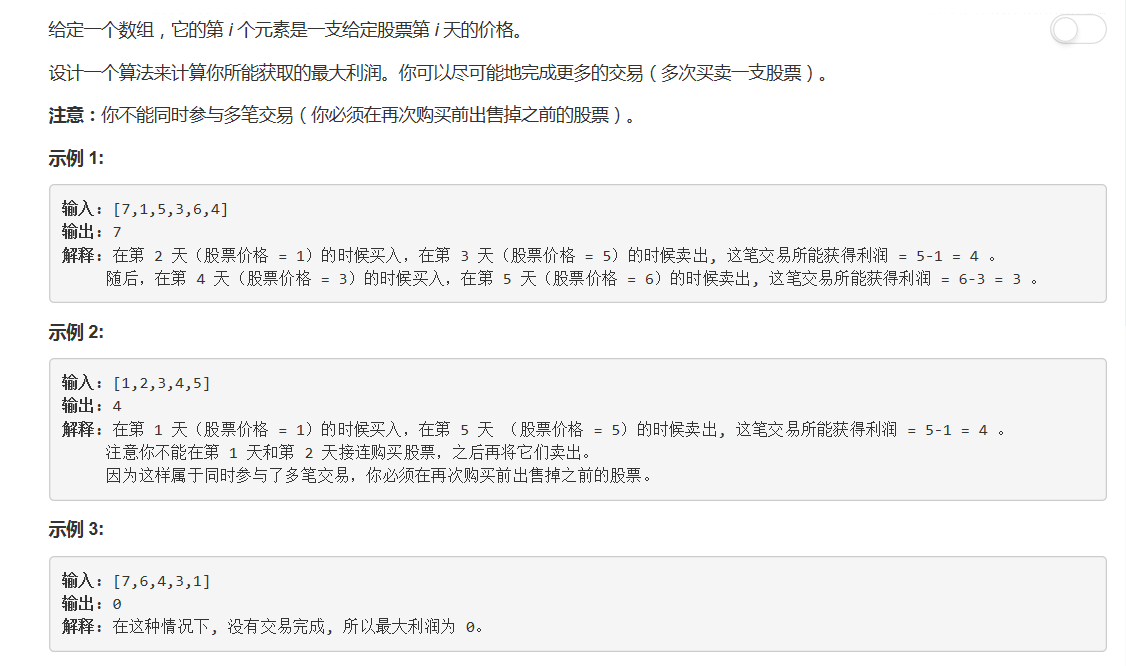 给定一个数组，它的第 i 个元素是一支给定股票第 i 天的价格。
设计一个算法来计算你所能获取的最大利润。你可以尽可能地完成更多的交易（多次买卖一支股票）。
注意：你不能同时参与多笔交易（你必须在再次购买前出售掉之前的股票）。
示例 1:
输入: [7,1,5,3,6,4]
输出: 7
解释: 在第 2 天（股票价格 = 1）的时候买入，在第 3 天（股票价格 = 5）的时候卖出, 这笔交易所能获得利润 = 5-1 = 4 。
随后，在第 4 天（股票价格 = 3）的时候买入，在第 5 天（股票价格 = 6）的时候卖出, 这笔交易所能获得利润 = 6-3 = 3 。
示例 2:
输入: [1,2,3,4,5]
输出: 4
解释: 在第 1 天（股票价格 = 1）的时候买入，在第 5 天 （股票价格 = 5）的时候卖出, 这笔交易所能获得利润 = 5-1 = 4 。
注意你不能在第 1 天和第 2 天接连购买股票，之后再将它们卖出。
因为这样属于同时参与了多笔交易，你必须在再次购买前出售掉之前的股票。
示例 3:
输入: [7,6,4,3,1]
输出: 0
解释: 在这种情况下, 没有交易完成, 所以最大利润为 0。